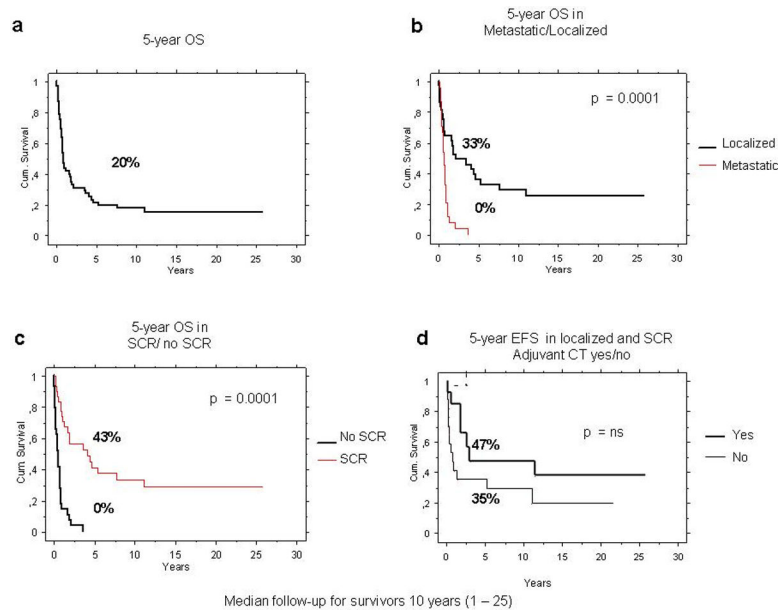 a
5-year OS
Cum. Survival
1
,8
,6
,4
,2
0
20%
0 5 10 15 20 25 30
Years
b
5-year OS in
Metastatic/Localized
Cum. Survival
1
,8
,6
,4
,2
0
p = 0.0001
33%
0%
0 5 10 15 20 25 30
Years
Localized
Metastatic
c
5-year OS in
SCR/ no SCR
Cum. Survival
1
,8
,6
,4
,2
0
p = 0.0001
43%
0%
0 5 10 15 20 25 30
Years
No SCR
SCR
d
5-year EFS in localized and SCR
Adjuvant CT yes/no
Cum. Survival
1
,8
,6
,4
,2
0
p = ns
47%
35%
0 5 10 15 20 25 30
Years
Yes
No
Median follow-up for survivors 10 years (1 – 25)